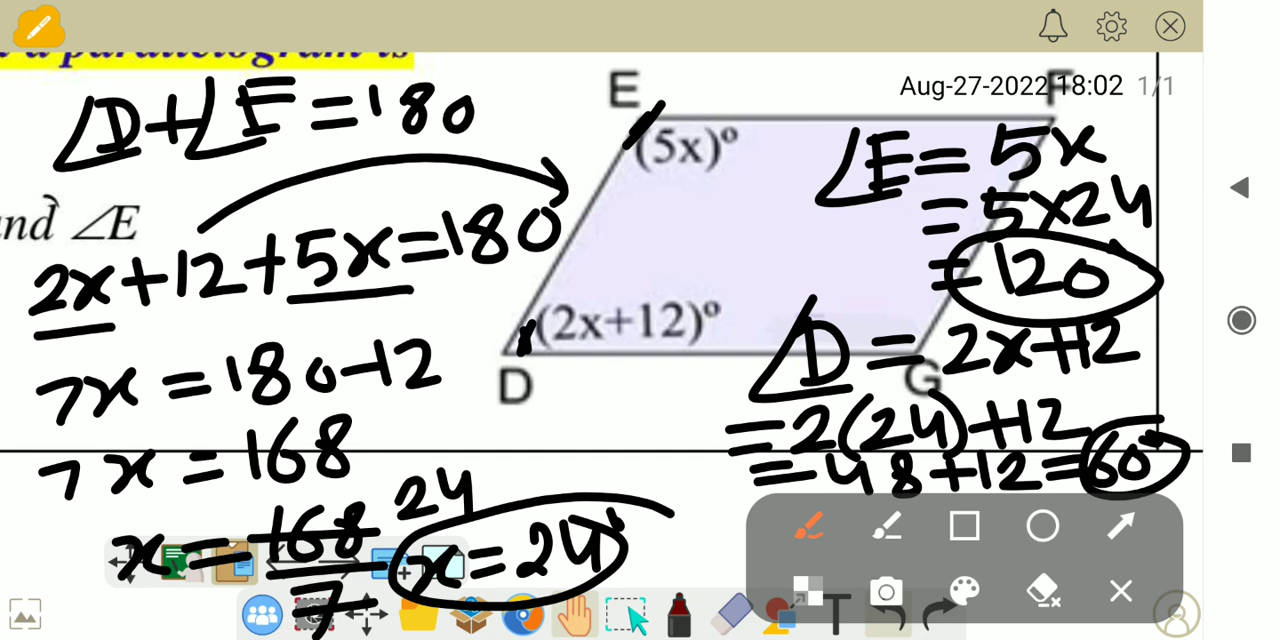 a parallelogram is
Aug-27-2022 18:02 1/1
E
F
(5x)º
(2x+12)º
D
G
and ∠E
∠D+∠E=180
2x+12+5x=180
7x=180-12
7x=168
x=168/7 24
x=24
∠E=5x
=5×24
=120
∠D=2x+12
=2(24)+12
=48+12=60
T